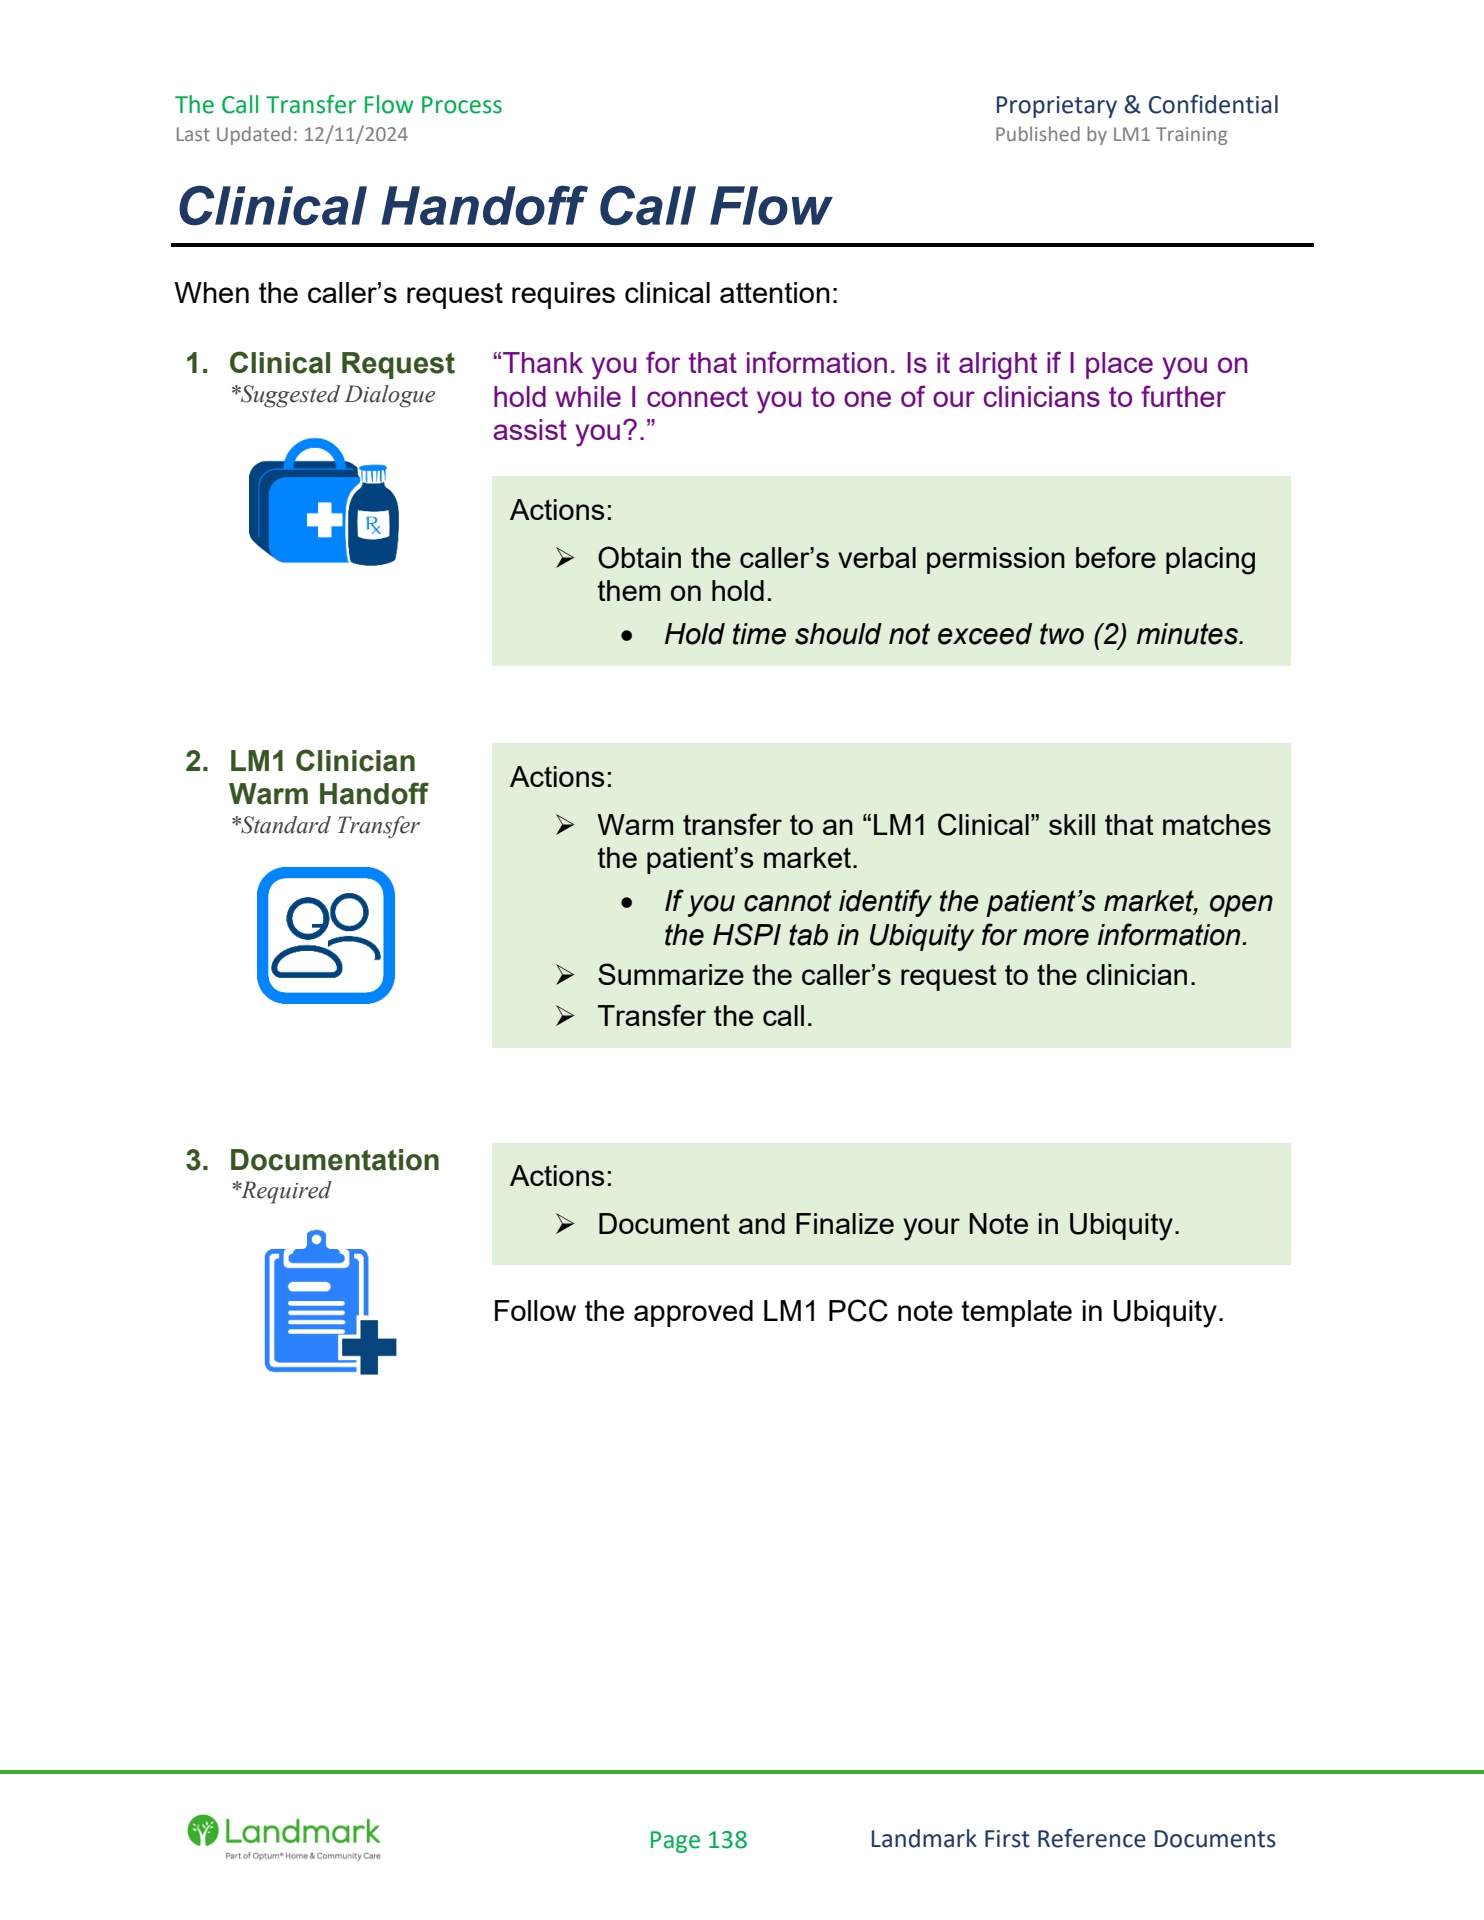 The Call Transfer Flow Process
Proprietary & Confidential
Last Updated: 12/11/2024
Published by LM1 Training
Clinical Handoff Call Flow
When the caller’s request requires clinical attention:
1. Clinical Request
*Suggested Dialogue
“Thank you for that information. Is it alright if I place you on
hold while I connect you to one of our clinicians to further
assist you?.”
Rx
Actions:
➢ Obtain the caller’s verbal permission before placing
them on hold.
• Hold time should not exceed two (2) minutes.
2. LM1 Clinician
Warm Handoff
*Standard Transfer
Actions:
➢ Warm transfer to an “LM1 Clinical” skill that matches
the patient’s market.
• If you cannot identify the patient’s market, open
the HSPI tab in Ubiquity for more information.
➢ Summarize the caller’s request to the clinician.
➢ Transfer the call.
3. Documentation
*Required
Actions:
➢ Document and Finalize your Note in Ubiquity.
Follow the approved LM1 PCC note template in Ubiquity.
Landmark
Part of Optum® Home & Community Care
Page 138
Landmark First Reference Documents